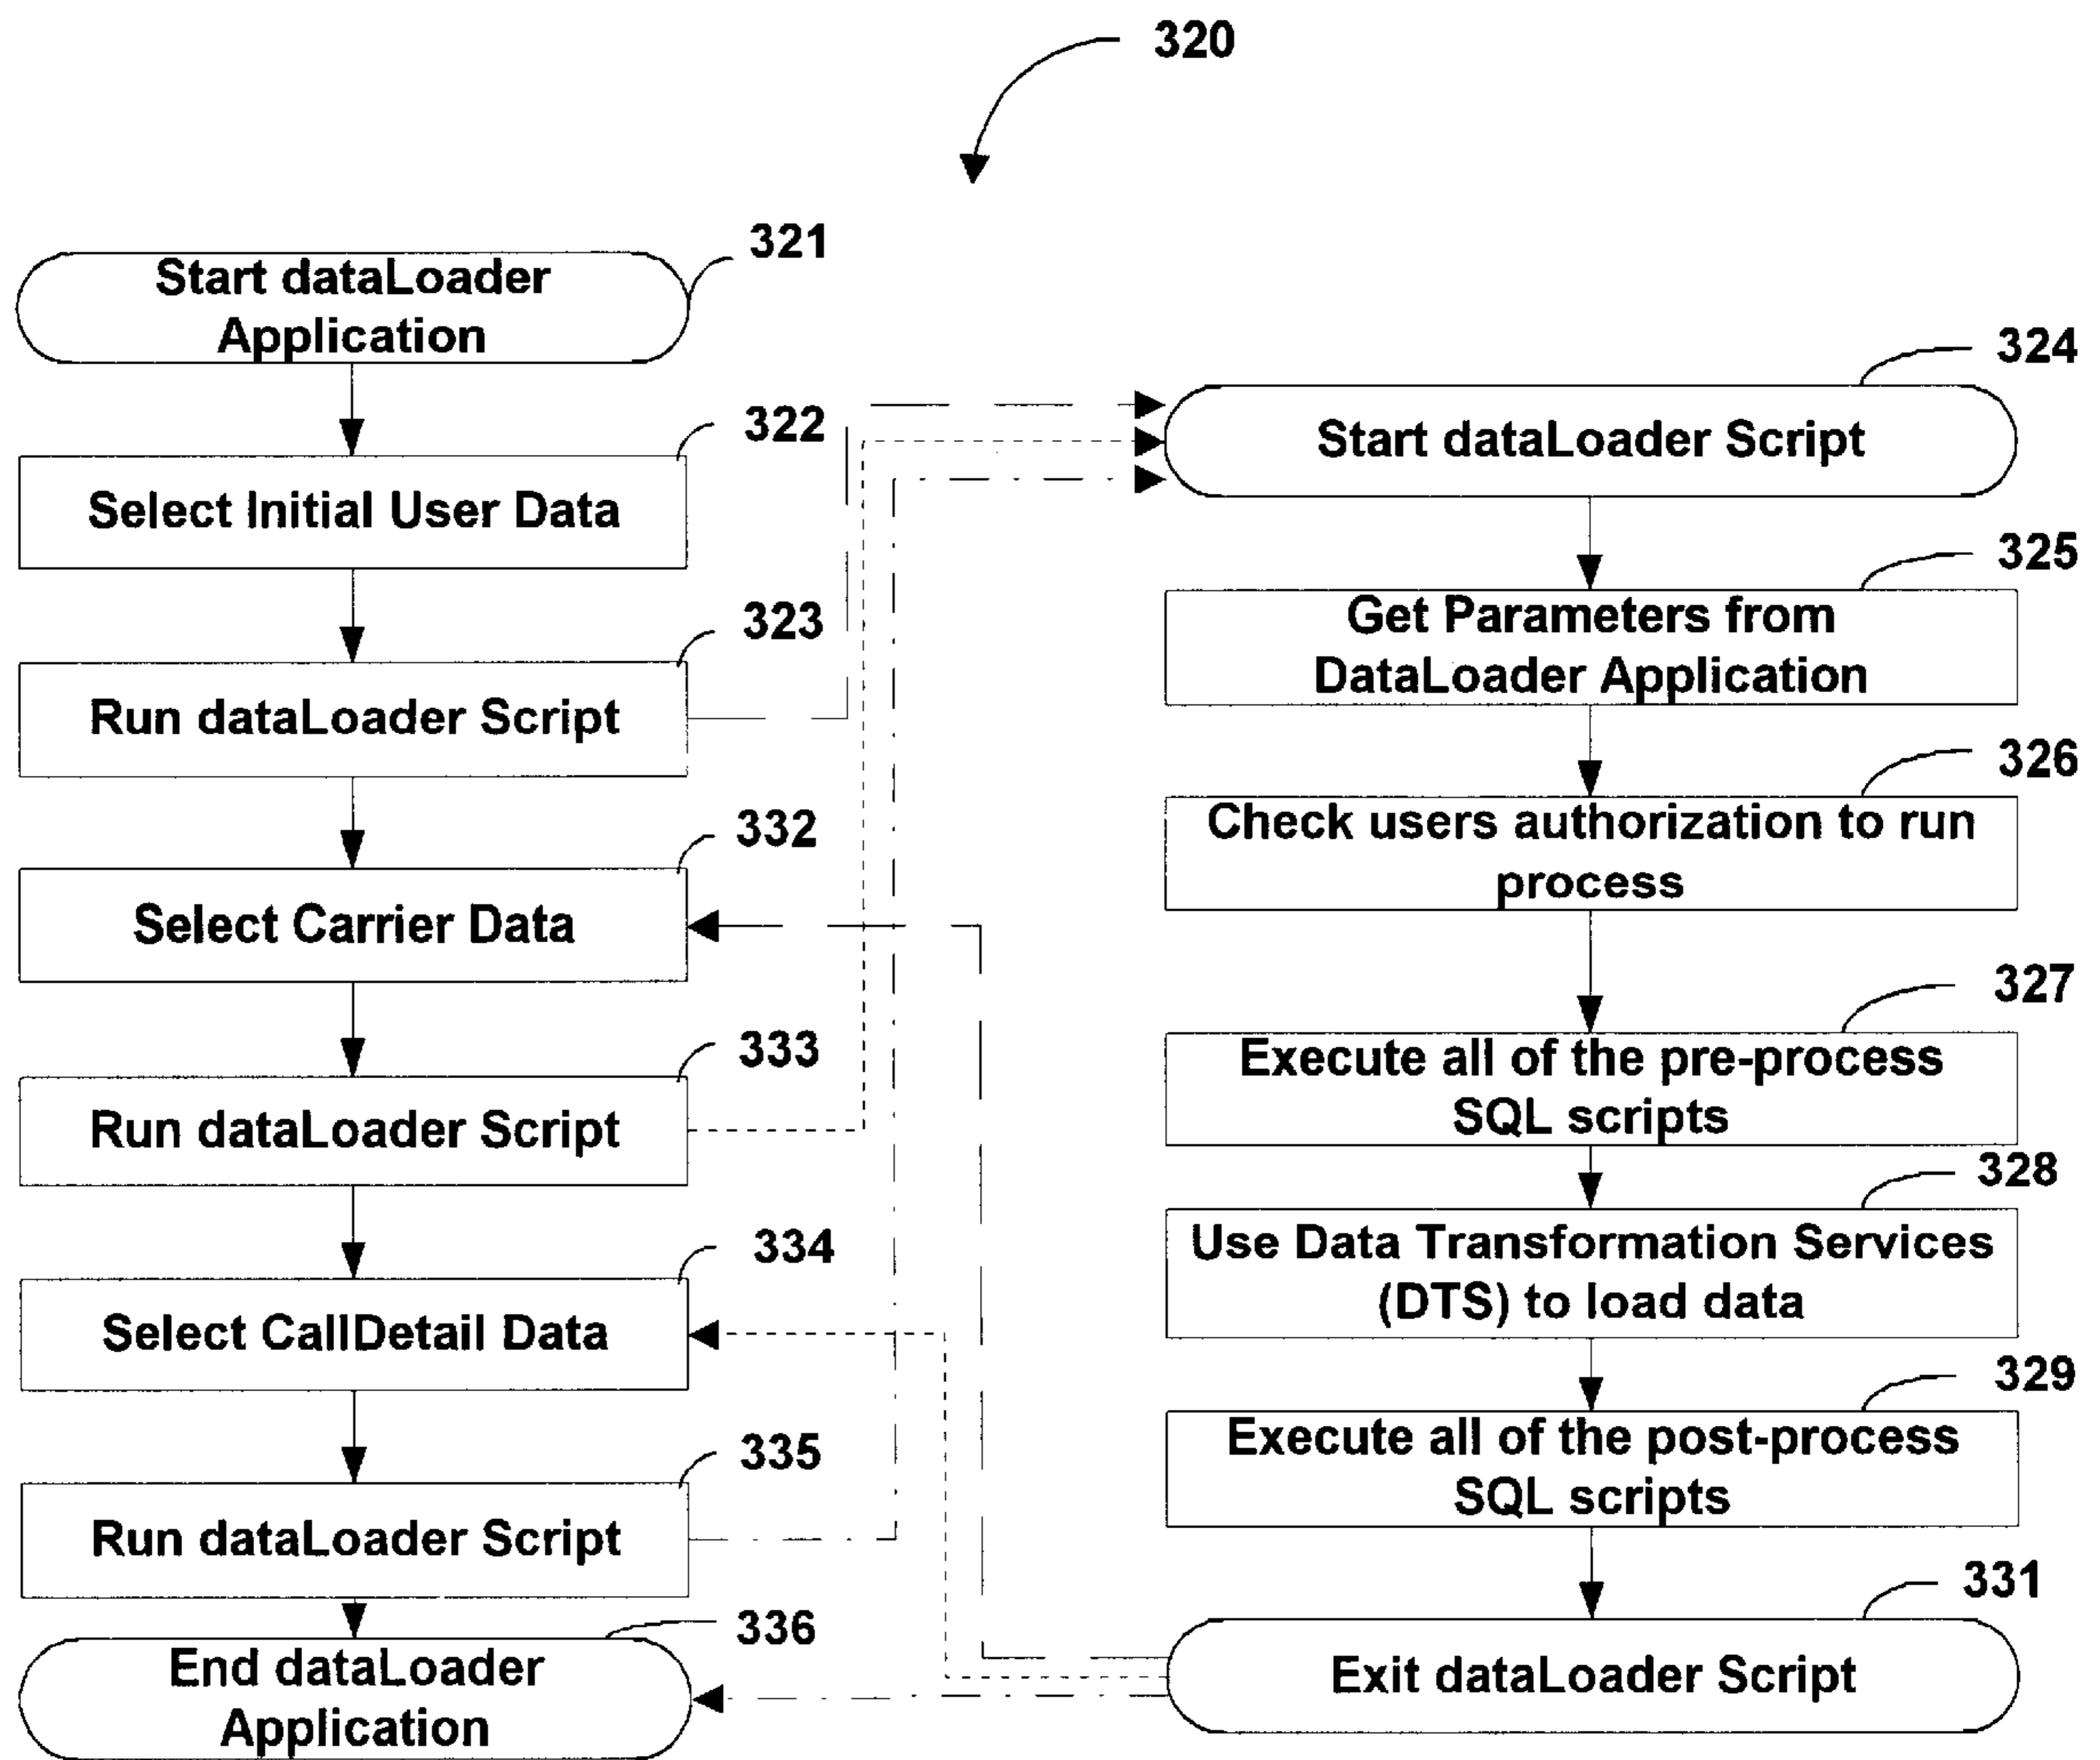 320
321
Start dataLoader
Application
322
Select Initial User Data
323
Run dataLoader Script
332
Select Carrier Data
333
Run dataLoader Script
334
Select CallDetail Data
335
Run dataLoader Script
336
End dataLoader
Application
324
Start dataLoader Script
325
Get Parameters from
DataLoader Application
326
Check users authorization to run
process
327
Execute all of the pre-process
SQL scripts
328
Use Data Transformation Services
(DTS) to load data
329
Execute all of the post-process
SQL scripts
331
Exit dataLoader Script